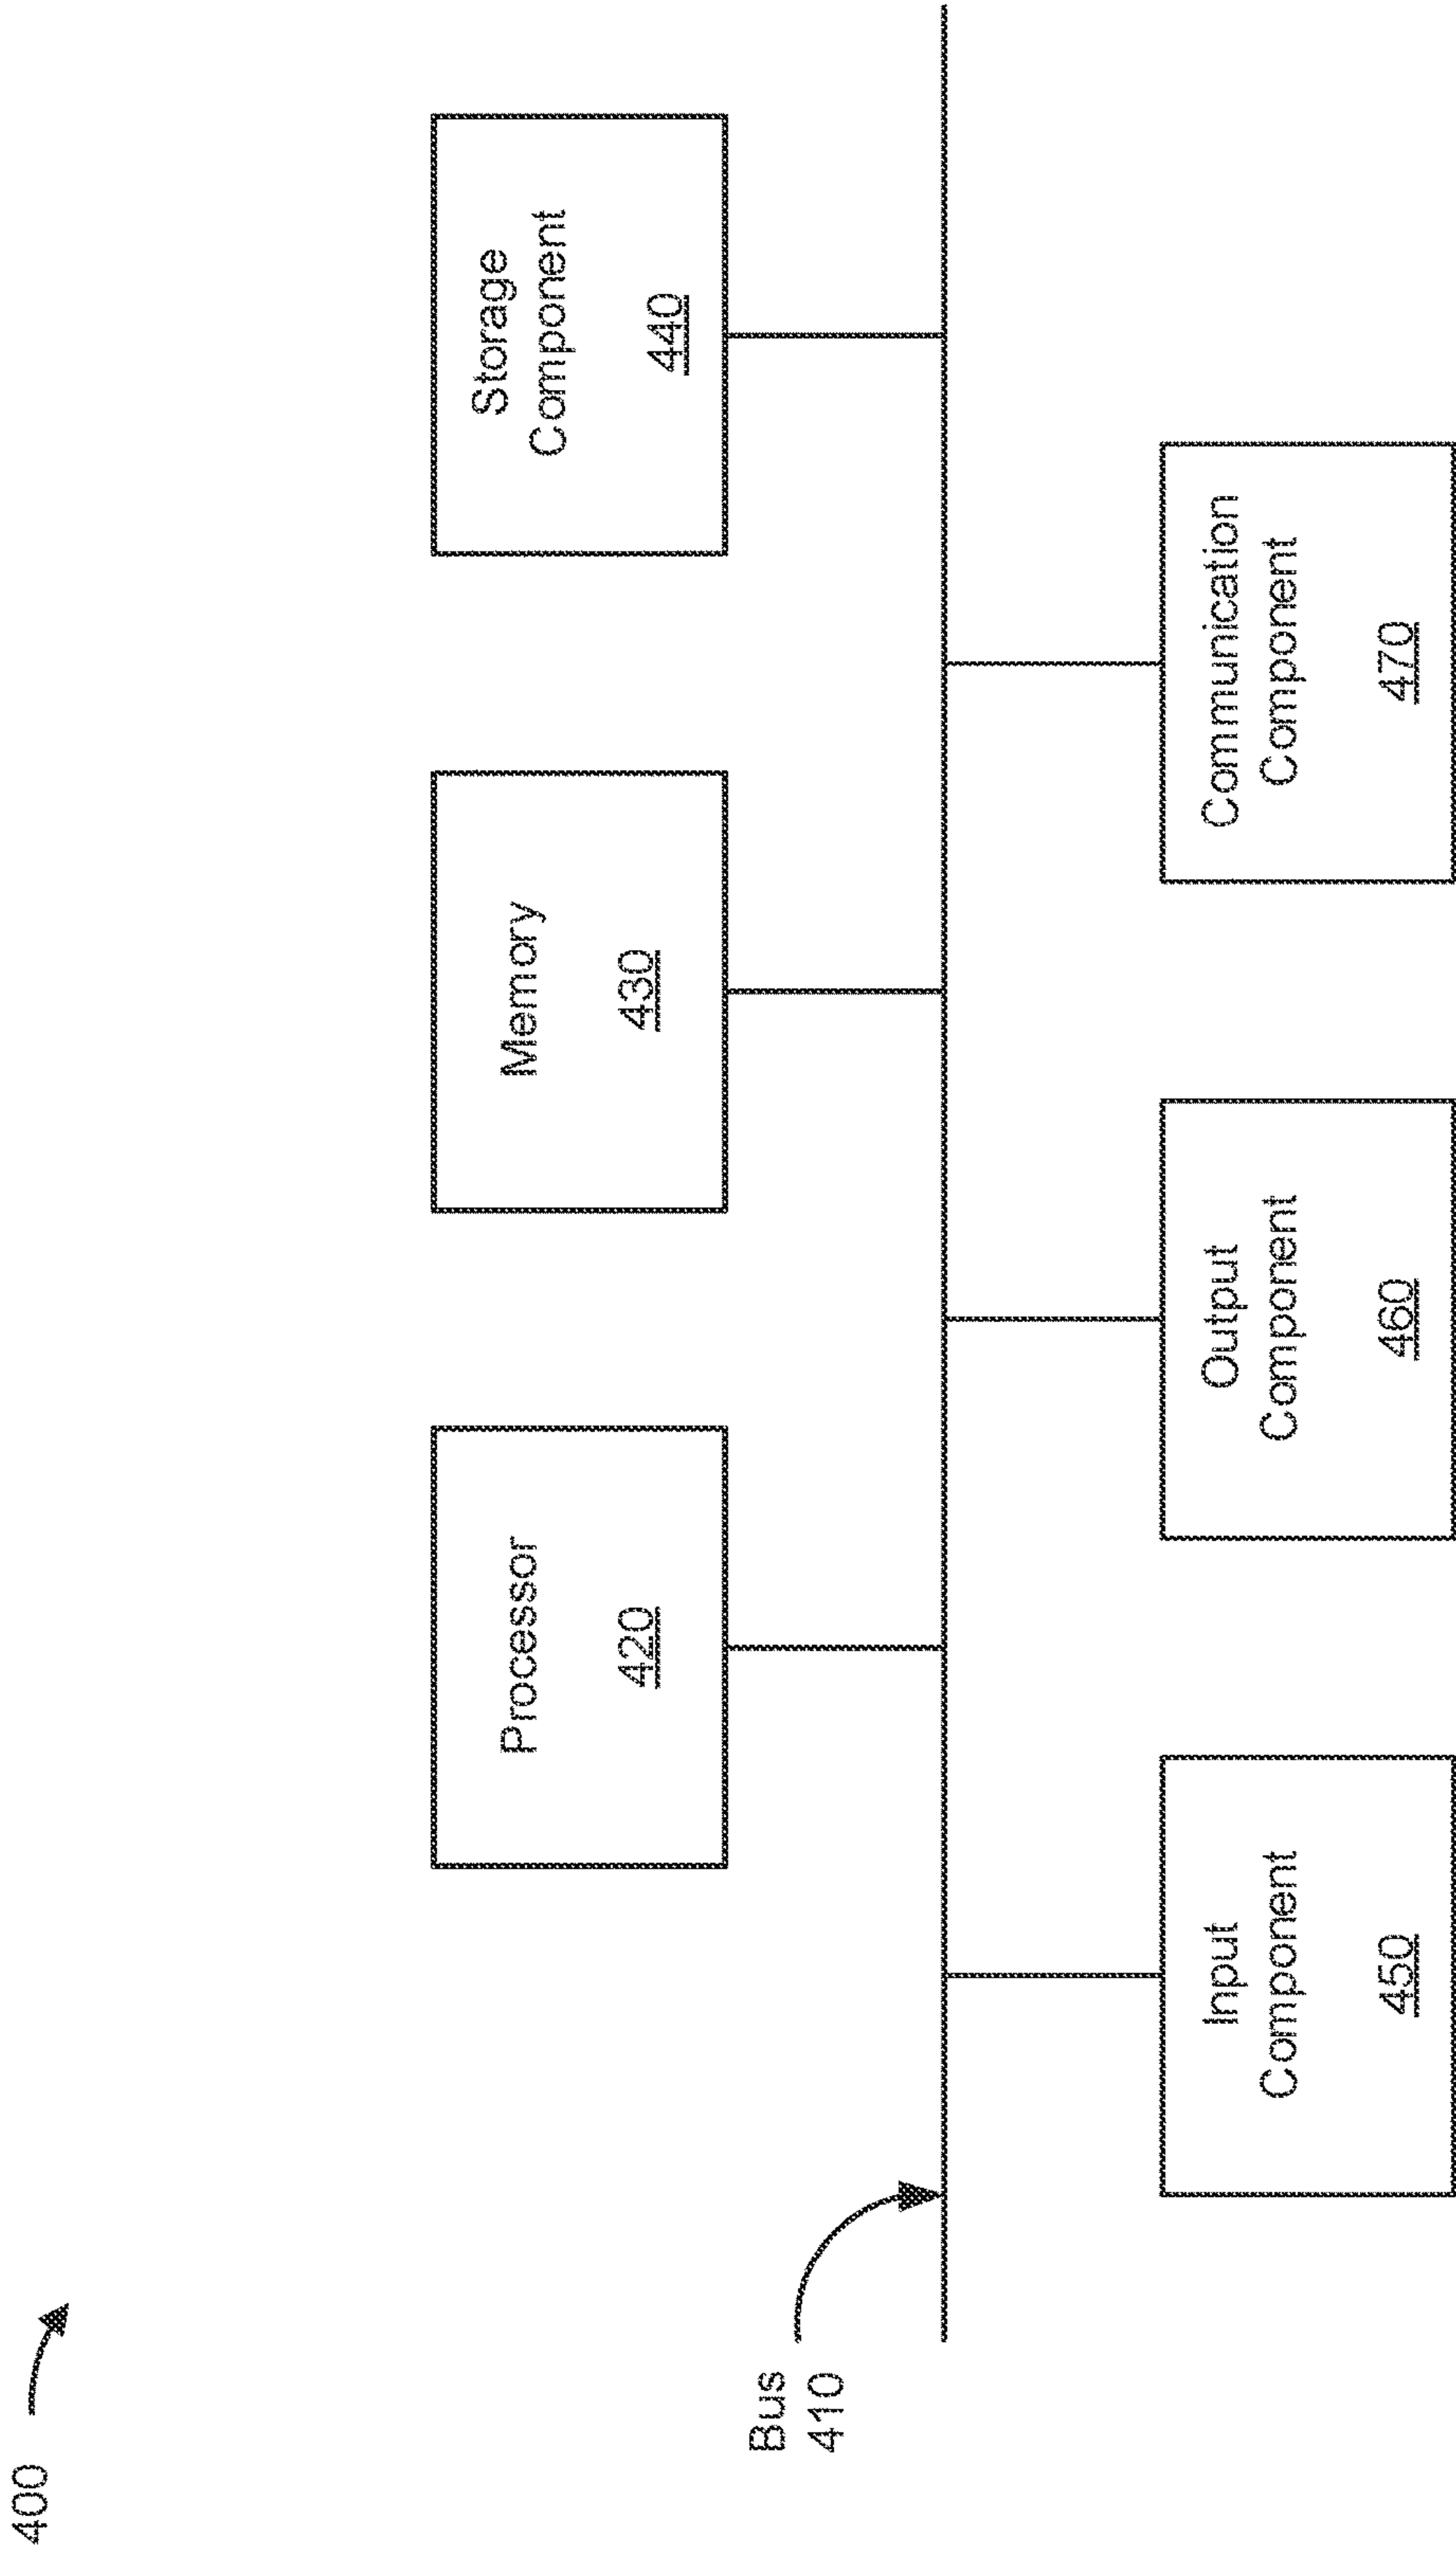 400
Processor
420
Memory
430
Storage
Component
440
Bus
410
Input
Component
450
Output
Component
460
Communication
Component
470